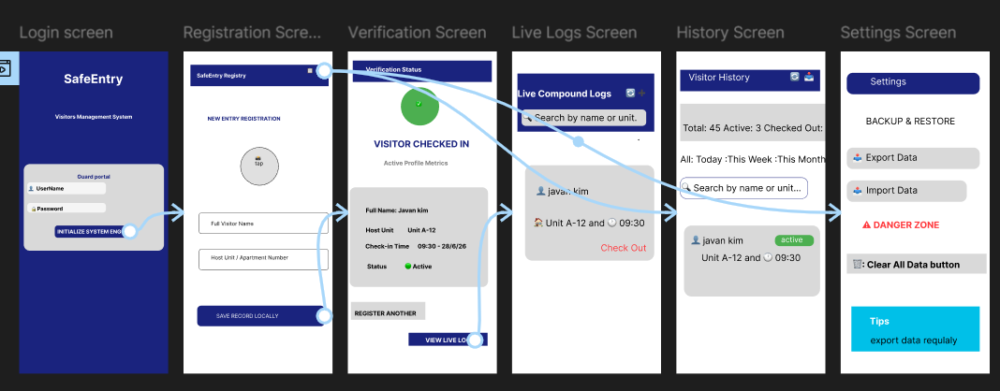 Login screen
SafeEntry
Visitors Management System
Guard portal
👤 UserName
🔒 Password
INITIALIZE SYSTEM ENG
Registration Scre...
SafeEntry Registry
NEW ENTRY REGISTRATION
📷
tap
Full Visitor Name
Host Unit / Apartment Number
SAVE RECORD LOCALLY
Verification Screen
Verification Status
VISITOR CHECKED IN
Active Profile Metrics
Full Name: Javan kim
Host Unit Unit A-12
Check-in Time 09:30 - 28/6/26
Status 🟢 Active
REGISTER ANOTHER
VIEW LIVE LO
Live Logs Screen
Live Compound Logs 🔄 ➕
🔍 Search by name or unit.
👤 javan kim
🏠 Unit A-12 and 🕘 09:30
Check Out
History Screen
Visitor History 🔄 📤
Total: 45 Active: 3 Checked Out:
All: Today :This Week :This Month
🔍 Search by name or unit...
👤 javan kim active
Unit A-12 and 🕘 09:30
Settings Screen
Settings
BACKUP & RESTORE
📤 Export Data
📤 Import Data
⚠ DANGER ZONE
🗑: Clear All Data button
Tips
export data requlaly